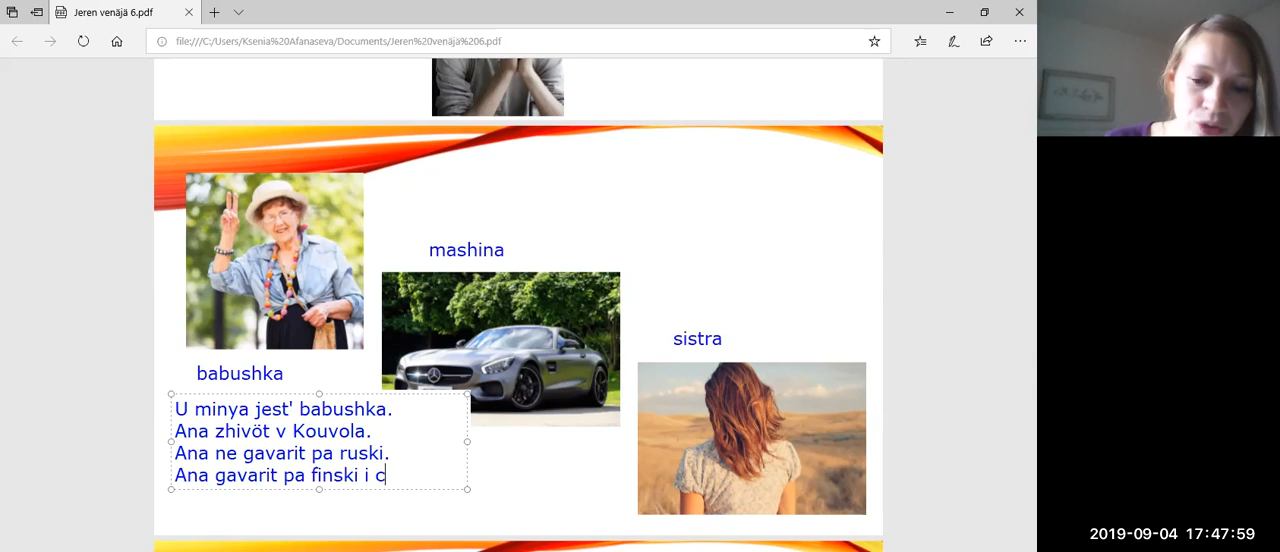 Jeren venäjä 6.pdf
file:///C:/Users/Ksenia%20Afanaseva/Documents/Jeren%20venäjä%206.pdf
mashina
sistra
babushka
U minya jest' babushka.
Ana zhivöt v Kouvola.
Ana ne gavarit pa ruski.
Ana gavarit pa finski i c
2019-09-04 17:47:59